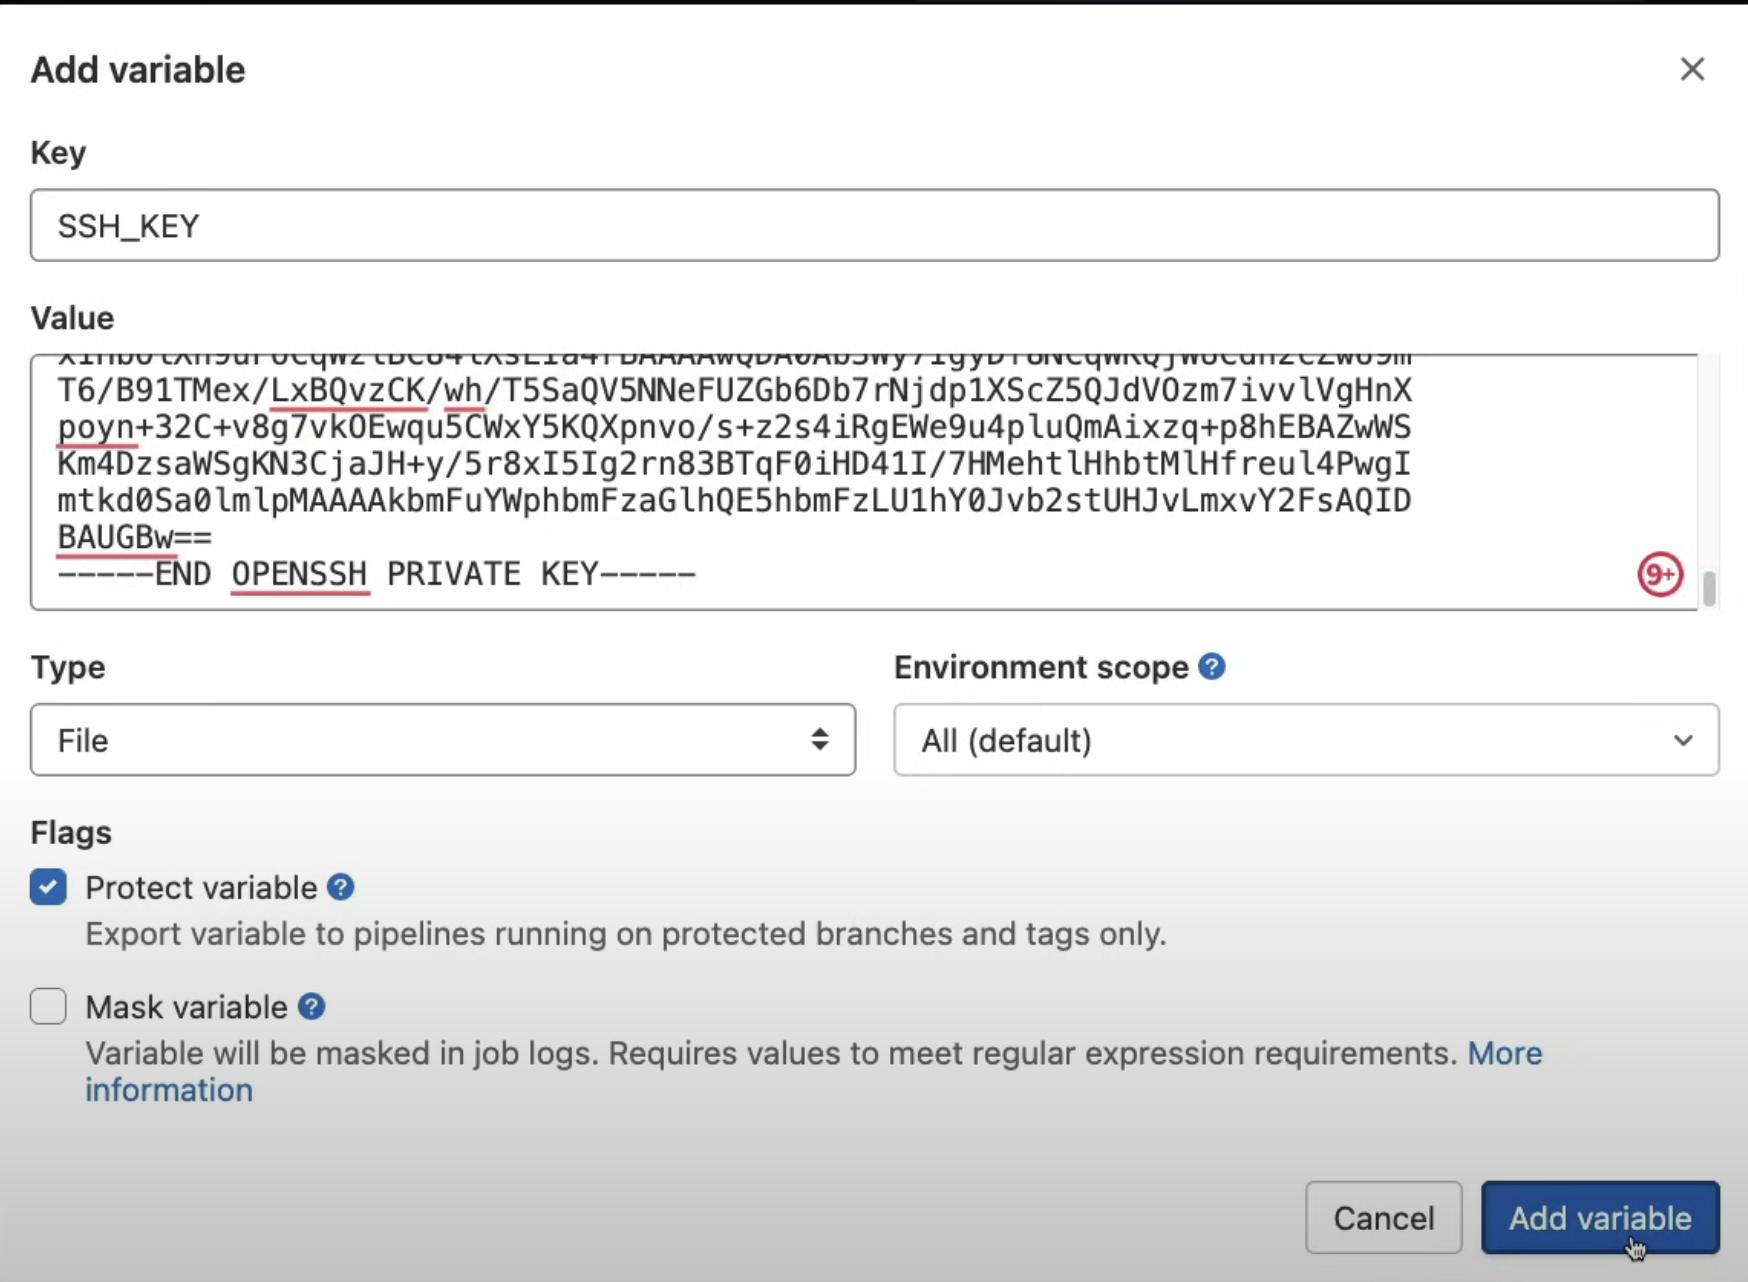 Add variable
Key
SSH_KEY
Value
T6/B91TMex/LxBQvzCK/wh/T5SaQV5NNeFUZGb6Db7rNjdp1XScZ5QJdVOzm7ivvlVgHnX
poyn+32C+v8g7vkOEwqu5CWxY5KQXpnvo/s+z2s4iRgEWe9u4pluQmAixzq+p8hEBAZwWS
Km4DzsaWSgKN3CjaJH+y/5r8xI5Ig2rn83BTqF0iHD41I/7HMehtlHhbtMlHfreul4PwgI
mtkd0Sa0lmlpMAAAAkbmFuYWphbmFzaGlhQE5hbmFzLU1hY0Jvb2stUHJvLmxvY2FsAQID
BAUGBw==
-----END OPENSSH PRIVATE KEY-----
9+
Type
Environment scope ?
File
All (default)
Flags
Protect variable ?
Export variable to pipelines running on protected branches and tags only.
Mask variable ?
Variable will be masked in job logs. Requires values to meet regular expression requirements. More
information
Cancel
Add variable